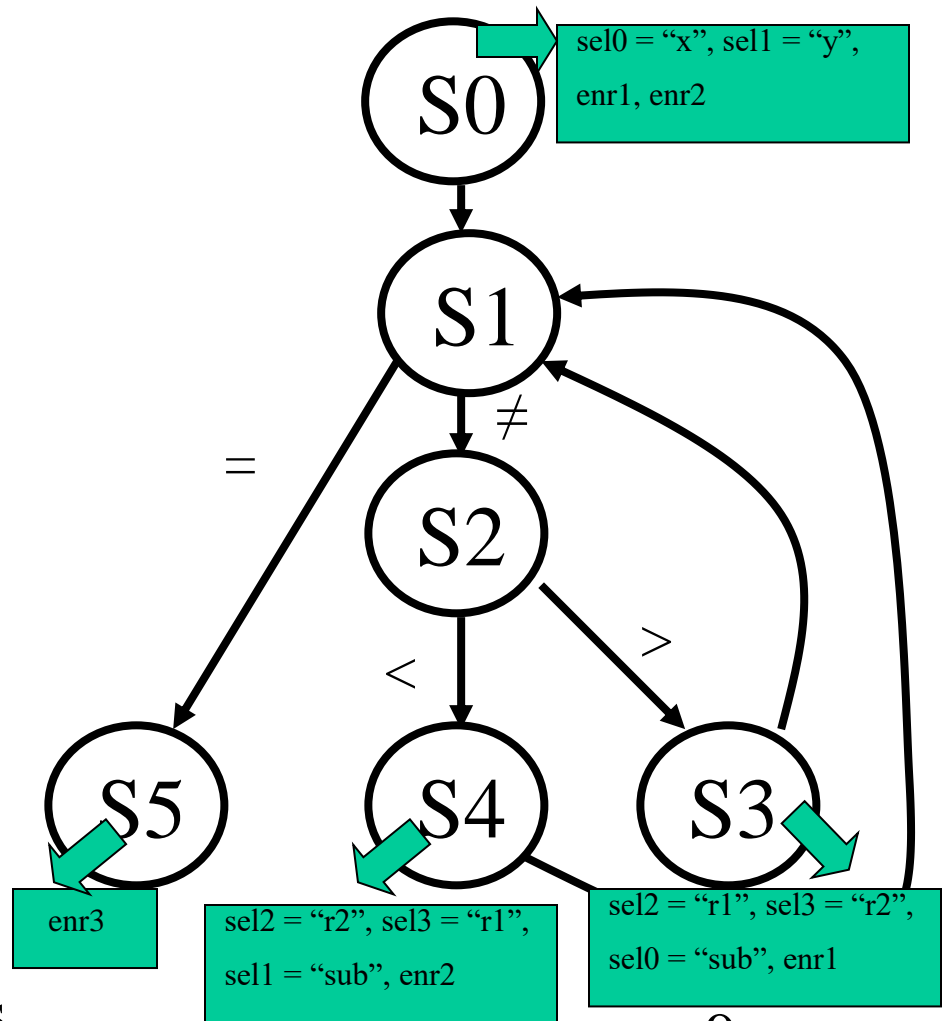 S0
sel0 = “x”, sel1 = “y”,
enr1, enr2
S1
≠
=
S2
>
<
S5
S4
S3
enr3
sel2 = “r2”, sel3 = “r1”,
sel1 = “sub”, enr2
sel2 = “r1”, sel3 = “r2”,
sel0 = “sub”, enr1